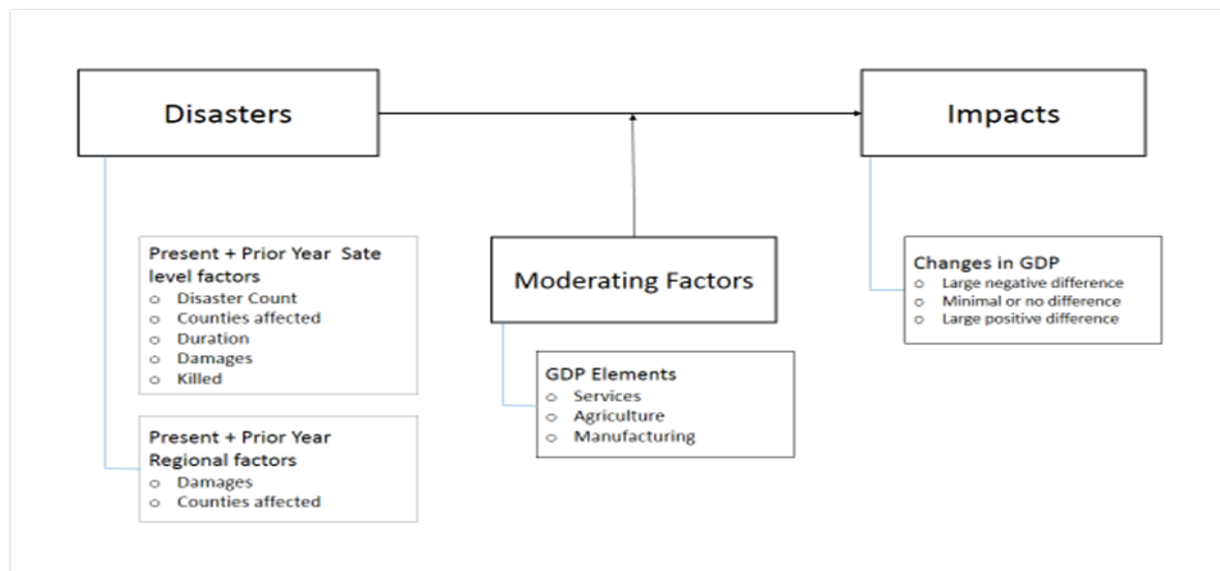 Disasters
Impacts
Present + Prior Year Sate
level factors
o Disaster Count
o Counties affected
o Duration
o Damages
o Killed
Present + Prior Year
Regional factors
o Damages
o Counties affected
Moderating Factors
GDP Elements
o Services
o Agriculture
o Manufacturing
Changes in GDP
o Large negative difference
o Minimal or no difference
o Large positive difference